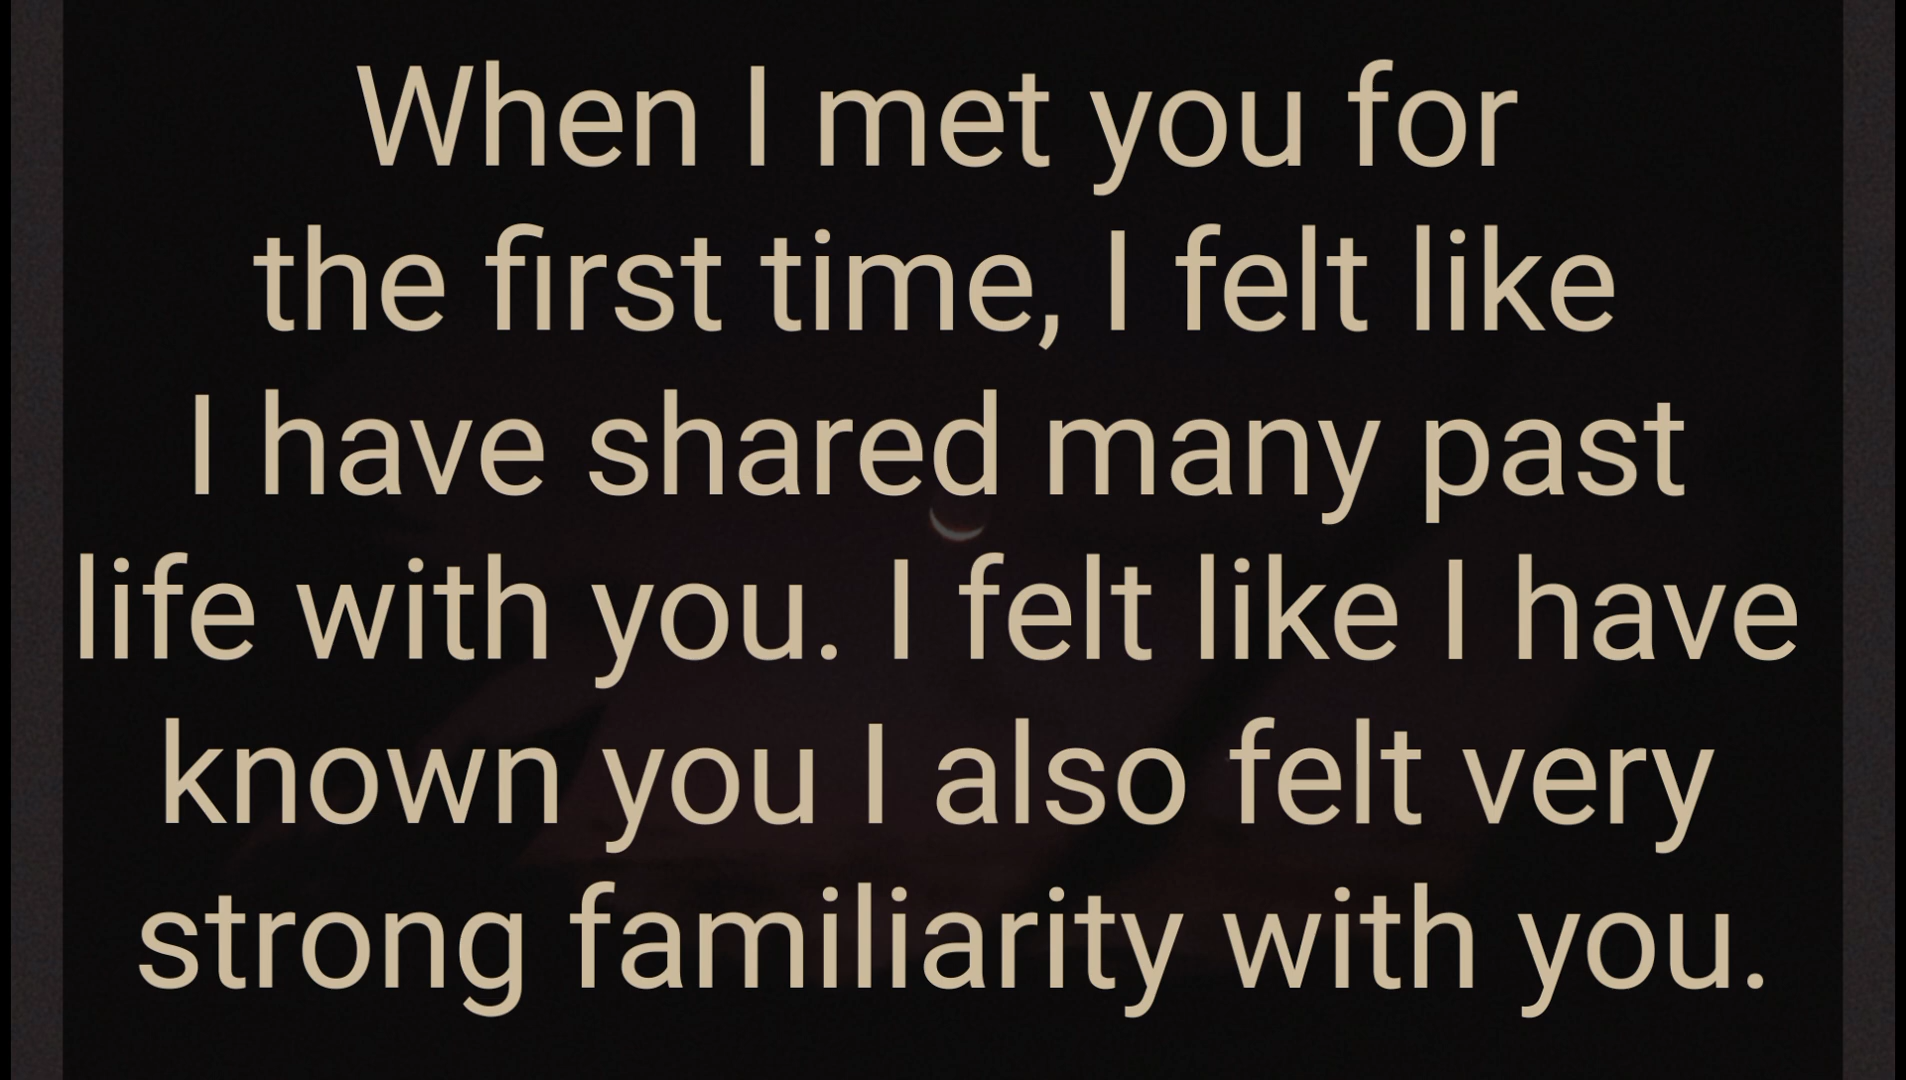 When I met you for
the first time, I felt like
I have shared many past
life with you. I felt like I have
known you I also felt very
strong familiarity with you.